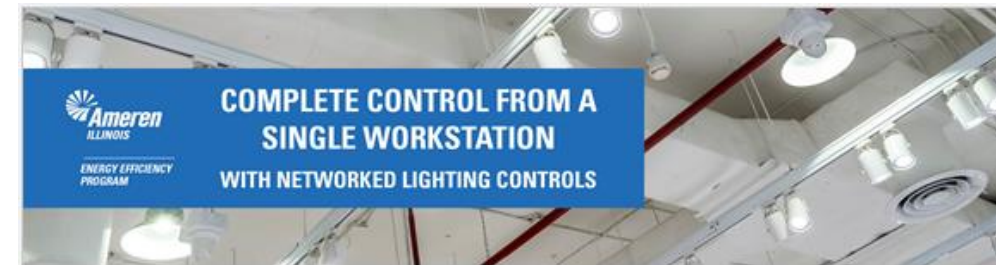 Ameren
ILLINOIS
ENERGY EFFICIENCY
PROGRAM
COMPLETE CONTROL FROM A
SINGLE WORKSTATION
WITH NETWORKED LIGHTING CONTROLS